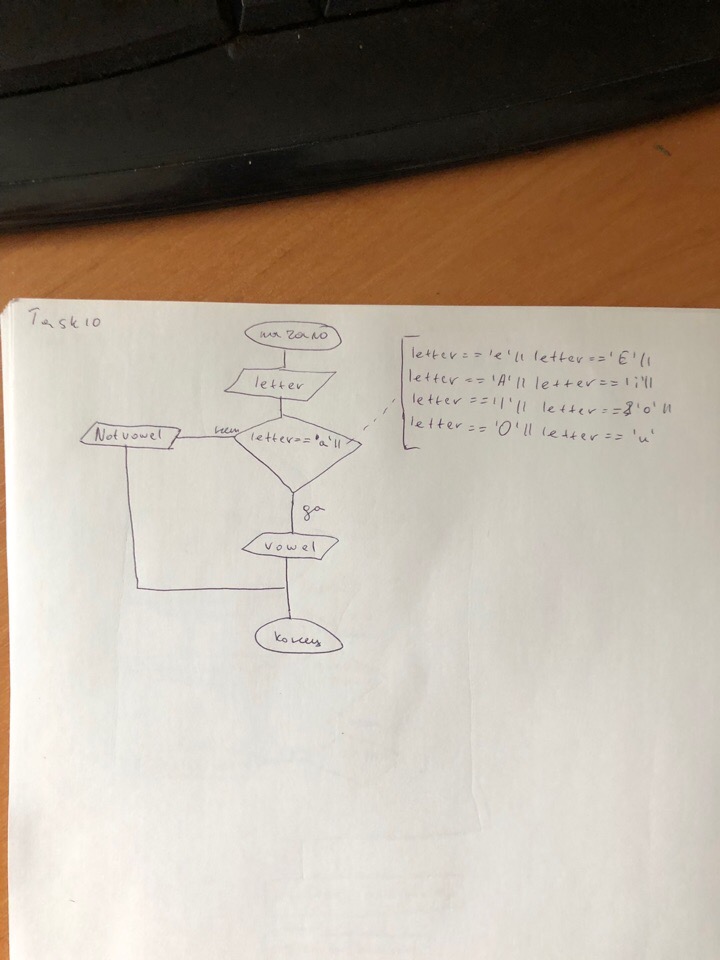 Task10
начало
letter
letter=='a'||
letter=='e'|| letter=='E'||
letter=='A'|| letter=='i'||
letter=='I'|| letter=='o'||
letter=='O'|| letter=='u'
Notvowel
нет
да
vowel
конец